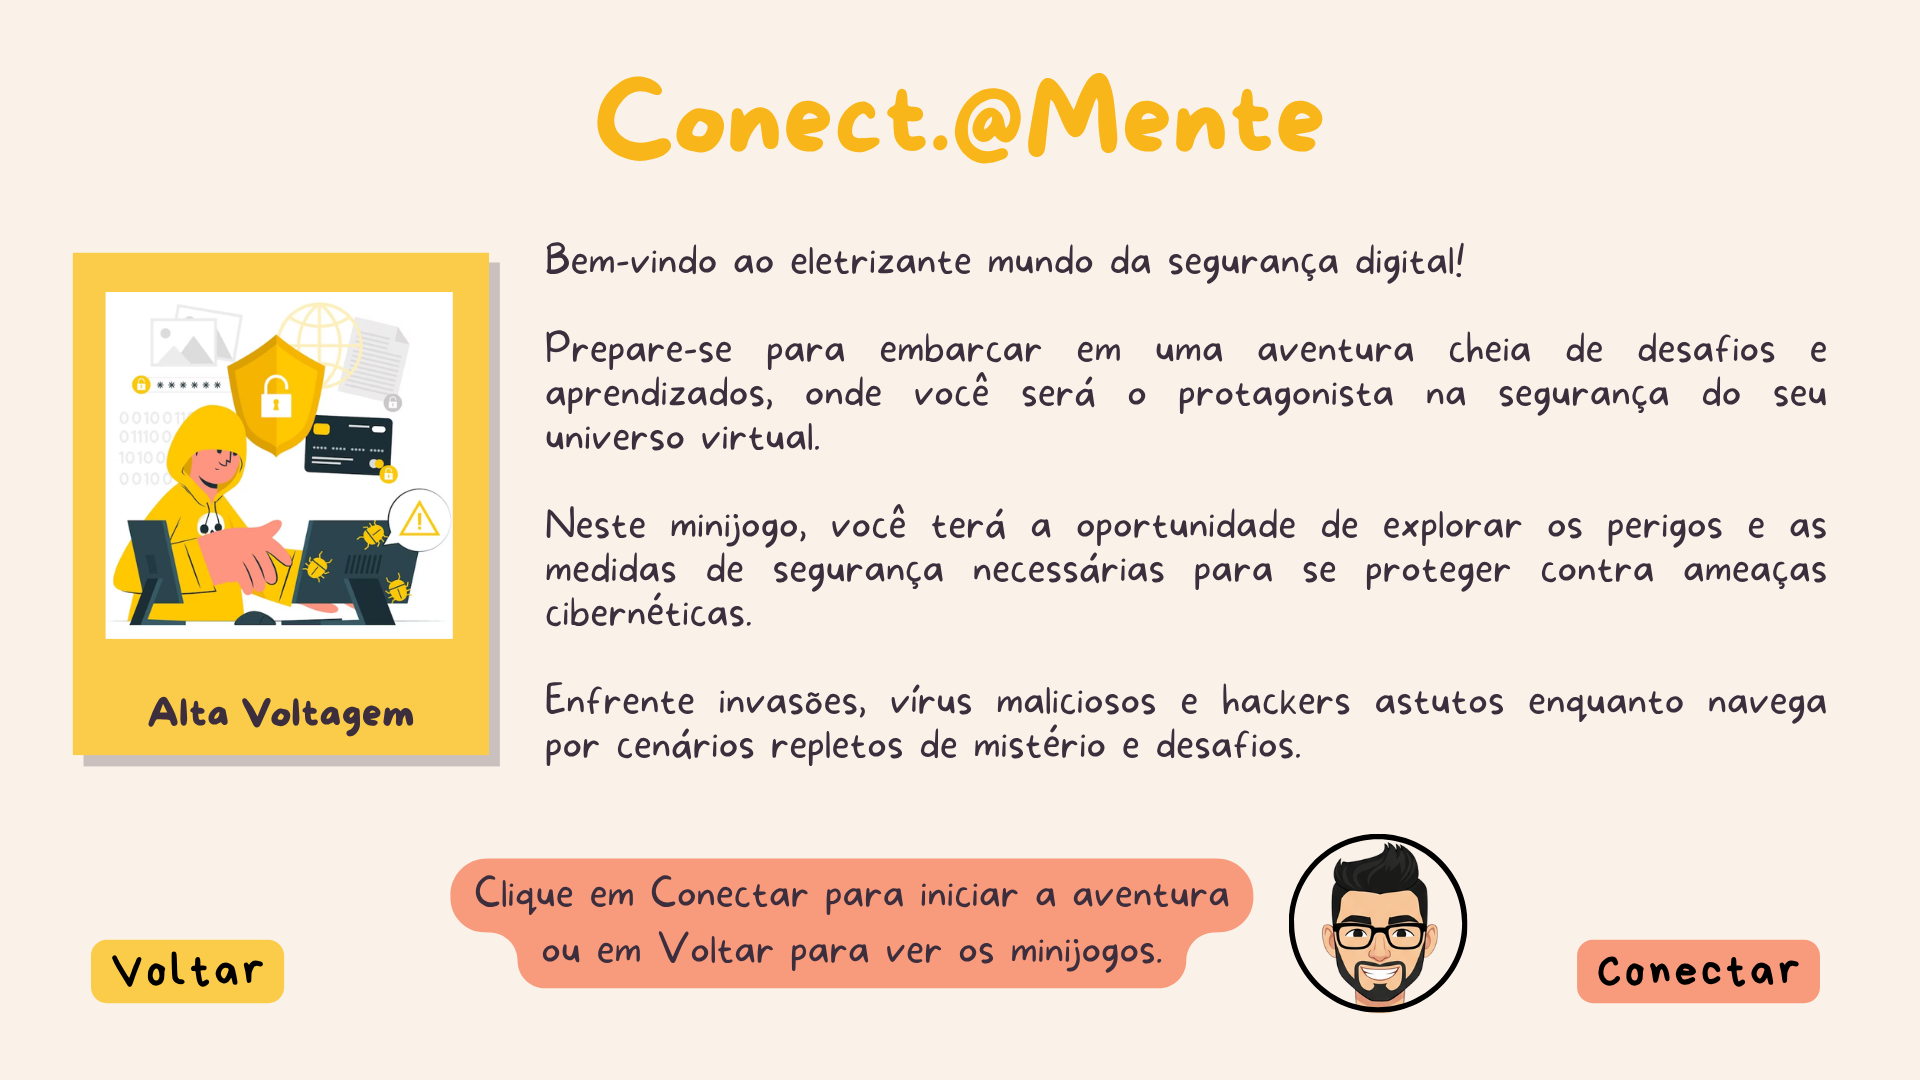 Conect.@Mente
Bem-vindo ao eletrizante mundo da segurança digital!
Prepare-se para embarcar em uma aventura cheia de desafios e
aprendizados, onde você será o protagonista na segurança do seu
universo virtual.
Neste minijogo, você terá a oportunidade de explorar os perigos e as
medidas de segurança necessárias para se proteger contra ameaças
cibernéticas.
Enfrente invasões, vírus maliciosos e hackers astutos enquanto navega
por cenários repletos de mistério e desafios.
******
0010011
01110
10100
0010
Alta Voltagem
Clique em Conectar para iniciar a aventura
ou em Voltar para ver os minijogos.
Voltar
Conectar